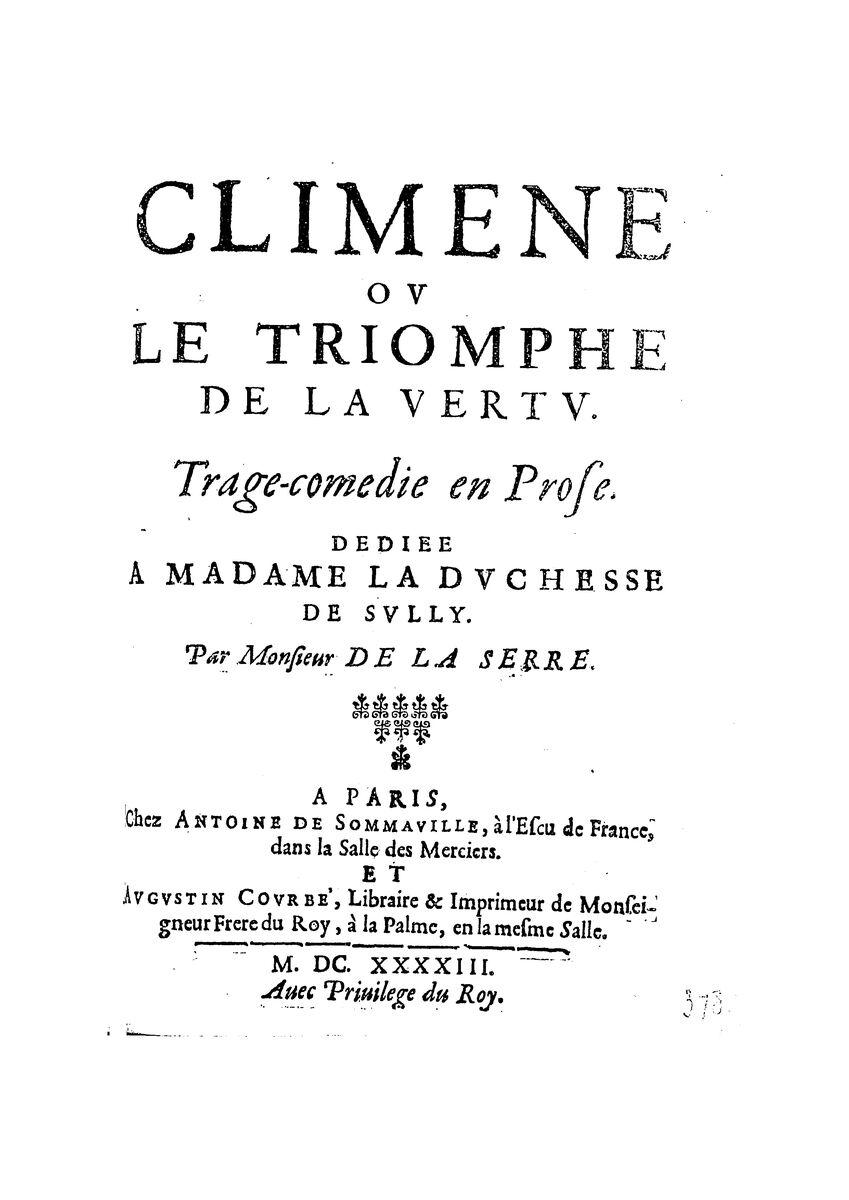 CLIMENE
OV
LE TRIOMPHE
DE LA VERTV.
Trage-comedie en Proſe.
DEDIEE
A MADAME LA DVCHESSE
DE SVLLY.
Par Monſieur DE LA SERRE.
A PARIS,
Chez ANTOINE DE SOMMAVILLE, à l'Eſcu de France,
dans la Salle des Merciers.
ET
AVGVSTIN COVRBE', Libraire & Imprimeur de Monſei-
gneur Frere du Roy, à la Palme, en la meſme Salle.
M. DC. XXXXIII.
Auec Priuilege du Roy.
378.